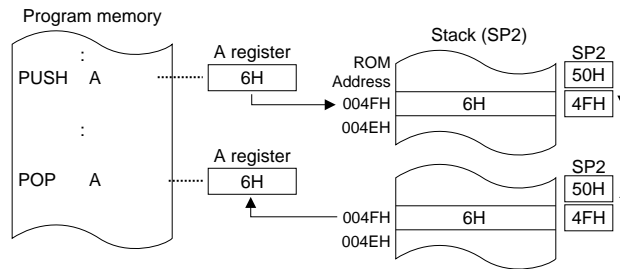 Program memory
:
PUSH A
:
POP A
A register
6H
A register
6H
Stack (SP2)
ROM
Address
004FH
004EH
6H
SP2
50H
4FH
004FH
004EH
6H
SP2
50H
4FH